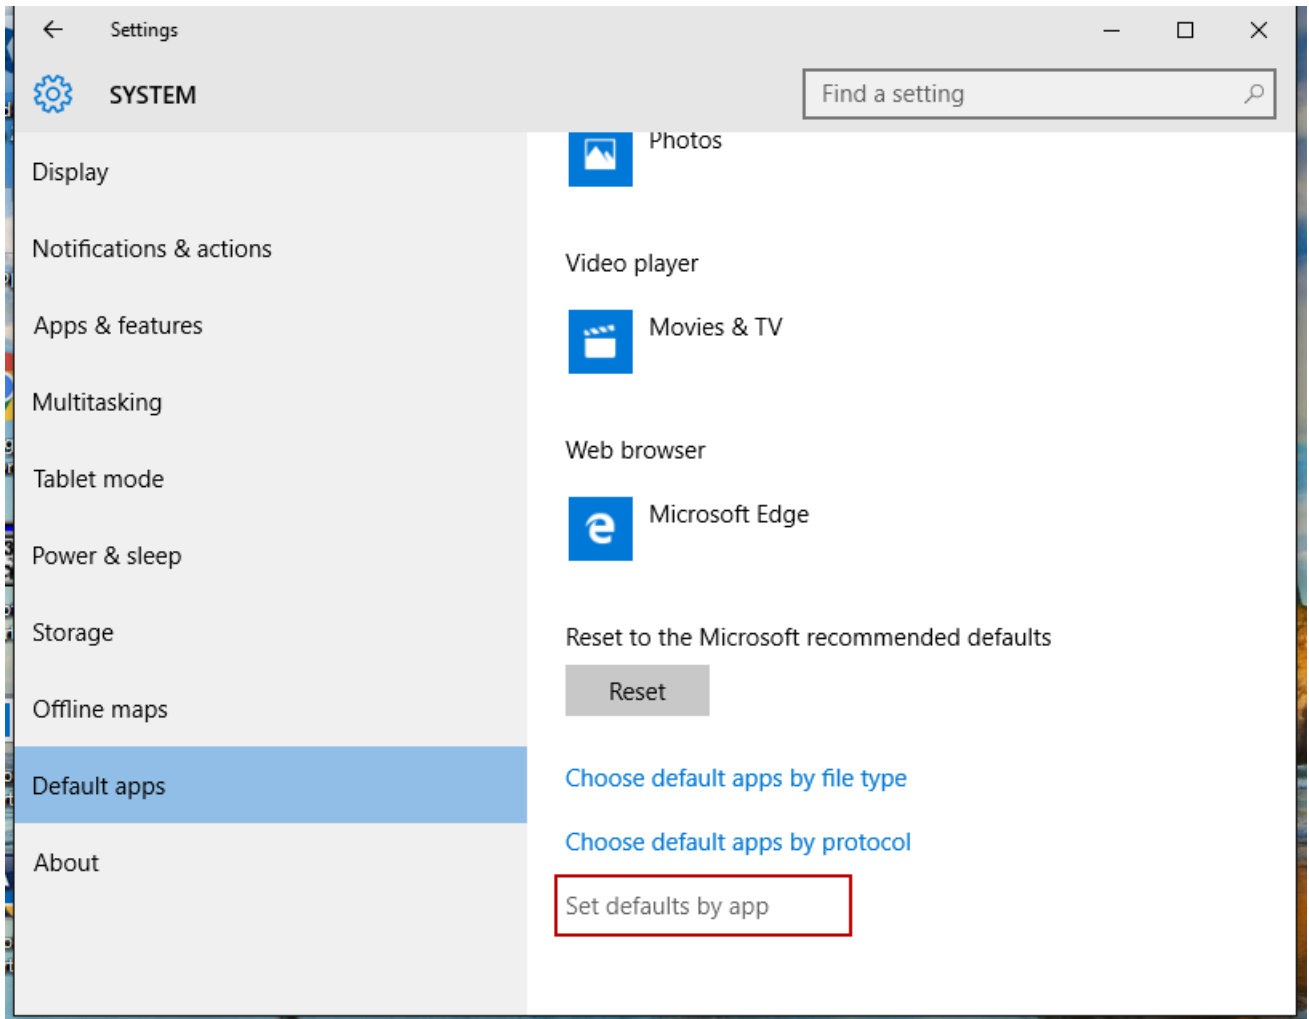 Settings
SYSTEM
Find a setting
Display
Notifications & actions
Apps & features
Multitasking
Tablet mode
Power & sleep
Storage
Offline maps
Default apps
About
Photos
Video player
Movies & TV
Web browser
Microsoft Edge
Reset to the Microsoft recommended defaults
Reset
Choose default apps by file type
Choose default apps by protocol
Set defaults by app